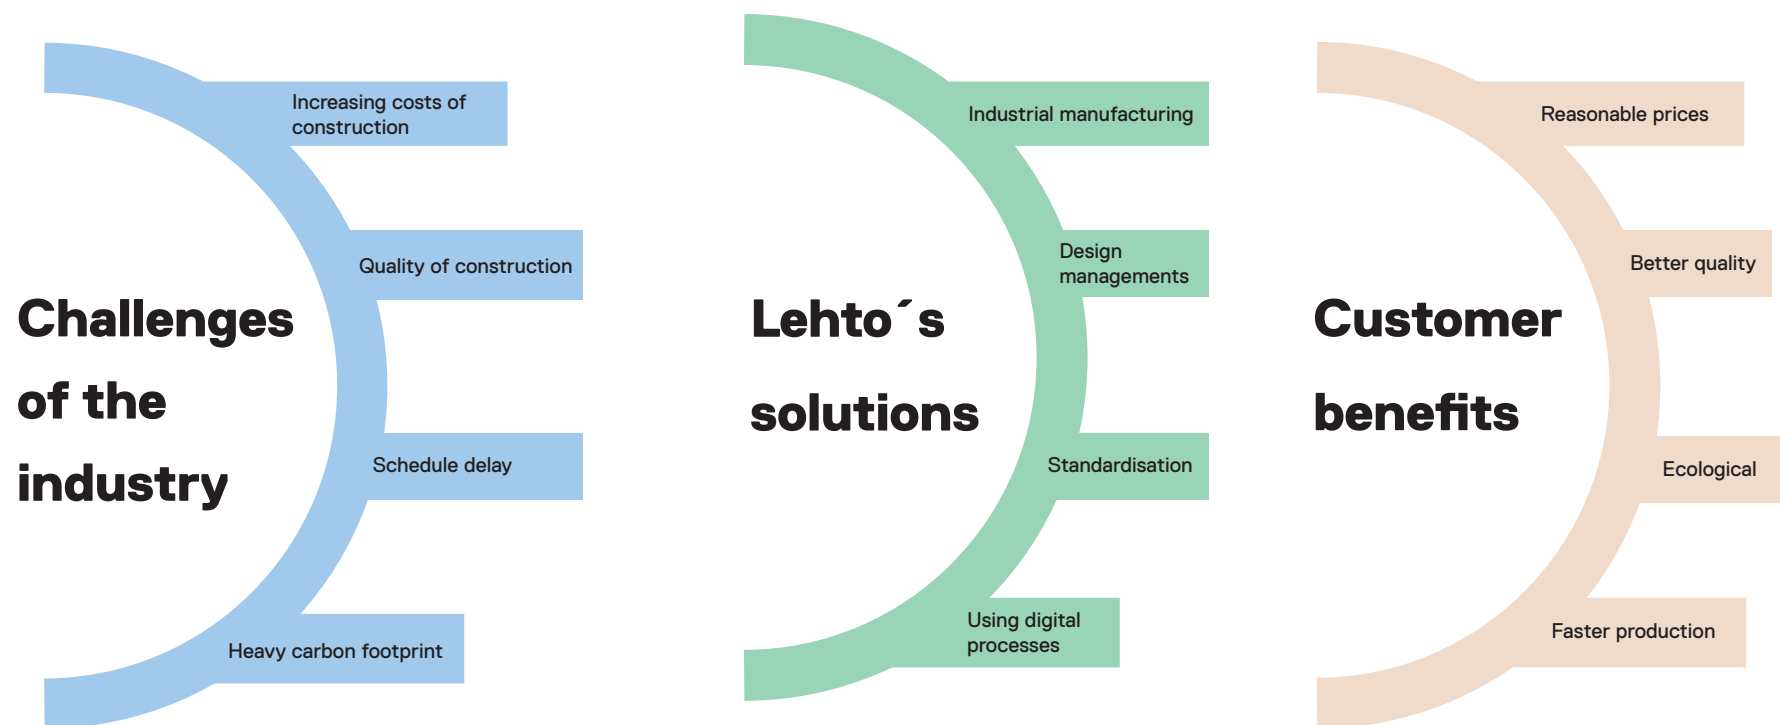 Challenges
of the
industry
Increasing costs of
construction
Quality of construction
Schedule delay
Heavy carbon footprint
Lehto´s
solutions
Industrial manufacturing
Design
managements
Standardisation
Using digital
processes
Customer
benefits
Reasonable prices
Better quality
Ecological
Faster production